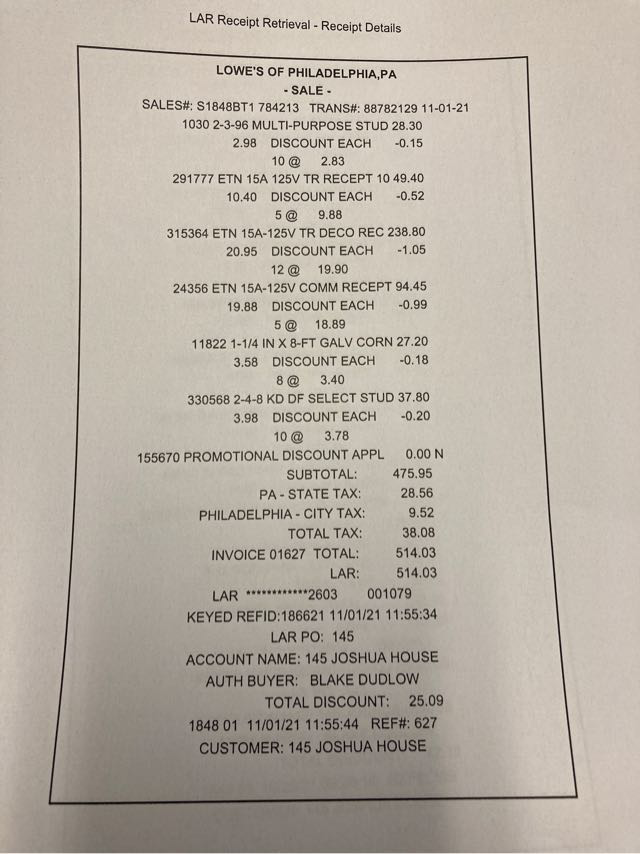 LAR Receipt Retrieval - Receipt Details
LOWE'S OF PHILADELPHIA,PA
- SALE -
SALES#: S1848BT1 784213 TRANS#: 88782129 11-01-21
1030 2-3-96 MULTI-PURPOSE STUD 28.30
2.98 DISCOUNT EACH -0.15
10 @ 2.83
291777 ETN 15A 125V TR RECEPT 10 49.40
10.40 DISCOUNT EACH -0.52
5 @ 9.88
315364 ETN 15A-125V TR DECO REC 238.80
20.95 DISCOUNT EACH -1.05
12 @ 19.90
24356 ETN 15A-125V COMM RECEPT 94.45
19.88 DISCOUNT EACH -0.99
5 @ 18.89
11822 1-1/4 IN X 8-FT GALV CORN 27.20
3.58 DISCOUNT EACH -0.18
8 @ 3.40
330568 2-4-8 KD DF SELECT STUD 37.80
3.98 DISCOUNT EACH -0.20
10 @ 3.78
155670 PROMOTIONAL DISCOUNT APPL 0.00 N
SUBTOTAL: 475.95
PA - STATE TAX: 28.56
PHILADELPHIA - CITY TAX: 9.52
TOTAL TAX: 38.08
INVOICE 01627 TOTAL: 514.03
LAR: 514.03
LAR ************2603 001079
KEYED REFID:186621 11/01/21 11:55:34
LAR PO: 145
ACCOUNT NAME: 145 JOSHUA HOUSE
AUTH BUYER: BLAKE DUDLOW
TOTAL DISCOUNT: 25.09
1848 01 11/01/21 11:55:44 REF#: 627
CUSTOMER: 145 JOSHUA HOUSE